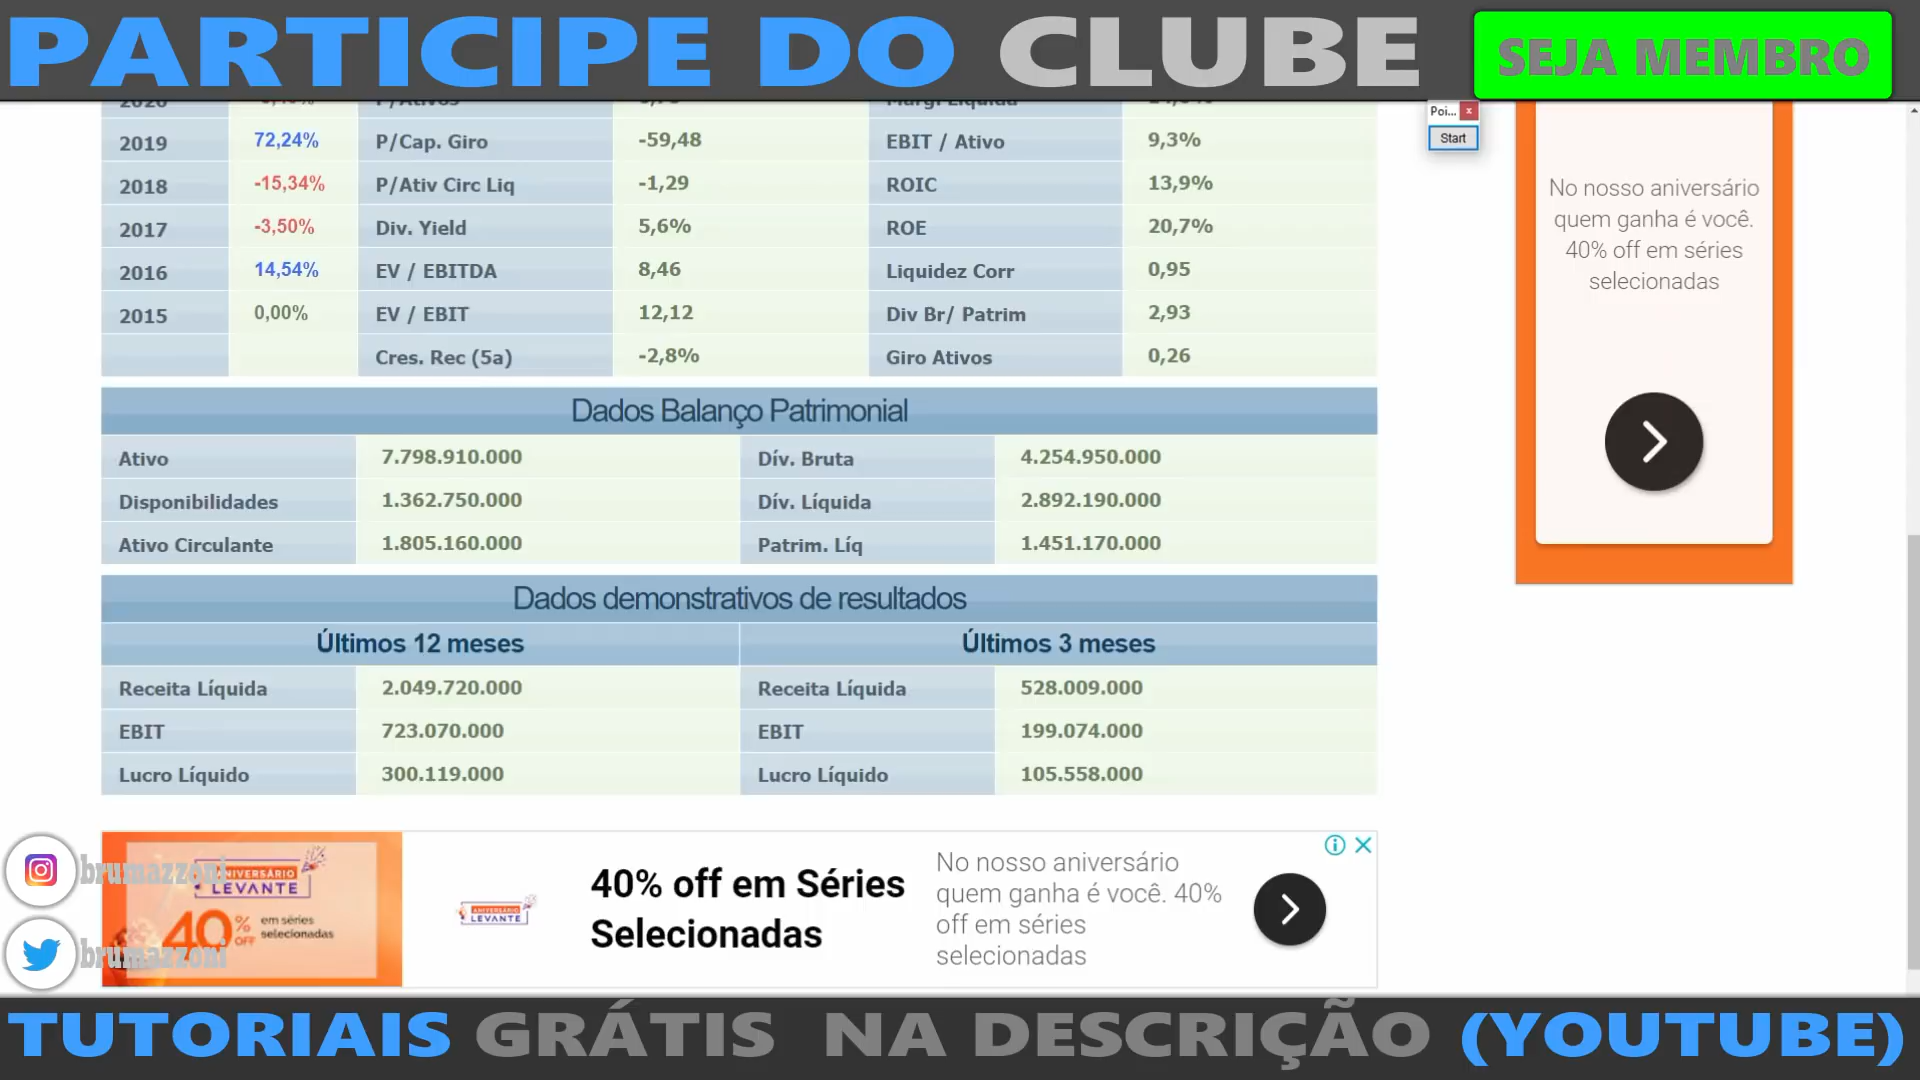 PARTICIPE DO CLUBE
SEJA MEMBRO
Poi... x
Start
2019 72,24% P/Cap. Giro -59,48 EBIT / Ativo 9,3%
2018 -15,34% P/Ativ Circ Liq -1,29 ROIC 13,9%
2017 -3,50% Div. Yield 5,6% ROE 20,7%
2016 14,54% EV / EBITDA 8,46 Liquidez Corr 0,95
2015 0,00% EV / EBIT 12,12 Div Br/ Patrim 2,93
Cres. Rec (5a) -2,8% Giro Ativos 0,26
No nosso aniversário
quem ganha é você.
40% off em séries
selecionadas
Dados Balanço Patrimonial
Ativo 7.798.910.000 Dív. Bruta 4.254.950.000
Disponibilidades 1.362.750.000 Dív. Líquida 2.892.190.000
Ativo Circulante 1.805.160.000 Patrim. Líq 1.451.170.000
Dados demonstrativos de resultados
Últimos 12 meses Últimos 3 meses
Receita Líquida 2.049.720.000 Receita Líquida 528.009.000
EBIT 723.070.000 EBIT 199.074.000
Lucro Líquido 300.119.000 Lucro Líquido 105.558.000
brumazzoni
brumazzoni
ANIVERSÁRIO
LEVANTE
40% OFF em séries
selecionadas
ANIVERSÁRIO
LEVANTE
40% off em Séries
Selecionadas
No nosso aniversário
quem ganha é você. 40%
off em séries
selecionadas
TUTORIAIS GRÁTIS NA DESCRIÇÃO (YOUTUBE)